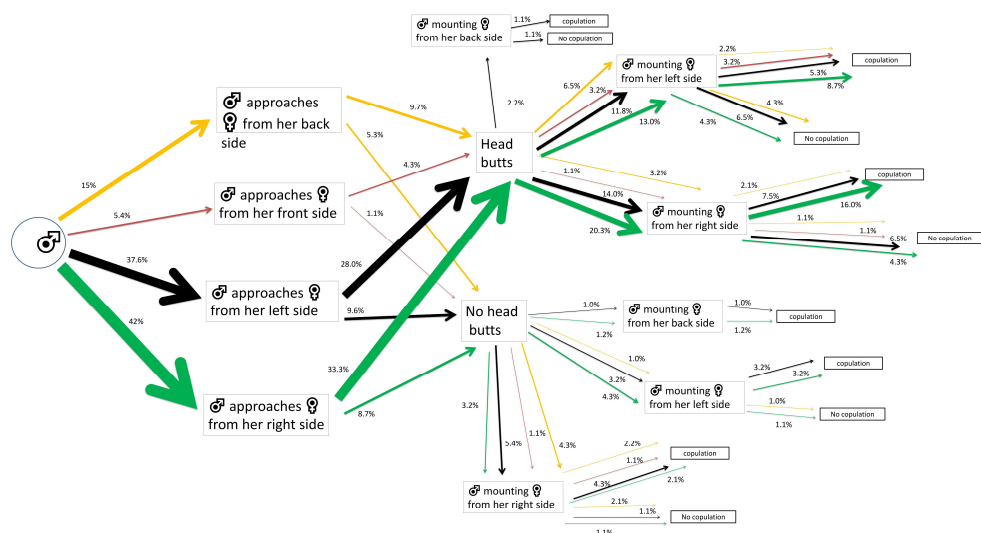 ♂ mounting ♀
from her back side
1.1%
copulation
1.1%
No copulation
2.2%
♂ approaches
♀ from her back
side
9.7%
5.3%
6.5%
3.2%
11.8%
13.0%
♂ mounting ♀
from her left side
2.2%
3.2%
5.3%
8.7%
copulation
4.3%
6.5%
4.3%
No copulation
Head
butts
15%
5.4%
♂ approaches ♀
from her front side
4.3%
1.1%
3.2%
1.1%
14.0%
20.3%
♂ mounting ♀
from her right side
2.1%
7.5%
16.0%
copulation
1.1%
1.1%
6.5%
4.3%
No copulation
♂
37.6%
42%
♂ approaches ♀
from her left side
28.0%
9.6%
No head
butts
1.0%
1.2%
♂ mounting ♀
from her back side
1.0%
1.2%
copulation
♂ approaches ♀
from her right side
33.3%
8.7%
1.0%
3.2%
4.3%
♂ mounting ♀
from her left side
3.2%
3.2%
copulation
1.0%
1.1%
No copulation
3.2%
5.4%
1.1%
4.3%
♂ mounting ♀
from her right side
2.2%
1.1%
4.3%
2.1%
copulation
2.1%
1.1%
1.1%
No copulation